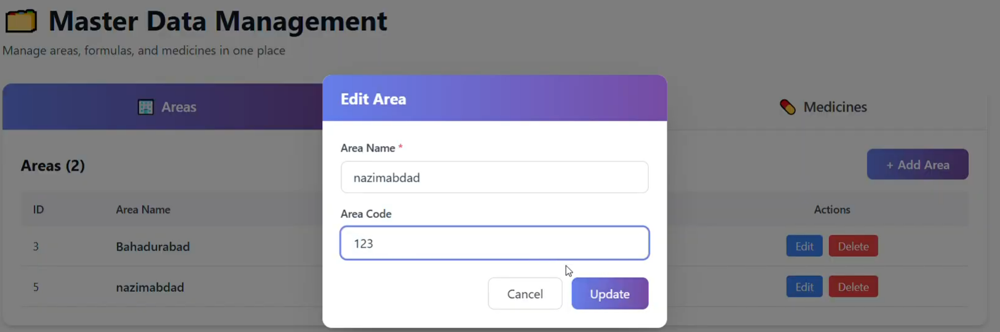 Master Data Management
Manage areas, formulas, and medicines in one place
Areas
Medicines
Edit Area
Area Name *
nazimabdad
Area Code
123
Cancel
Update
Areas (2)
+ Add Area
ID Area Name Actions
3 Bahadurabad Edit Delete
5 nazimabdad Edit Delete